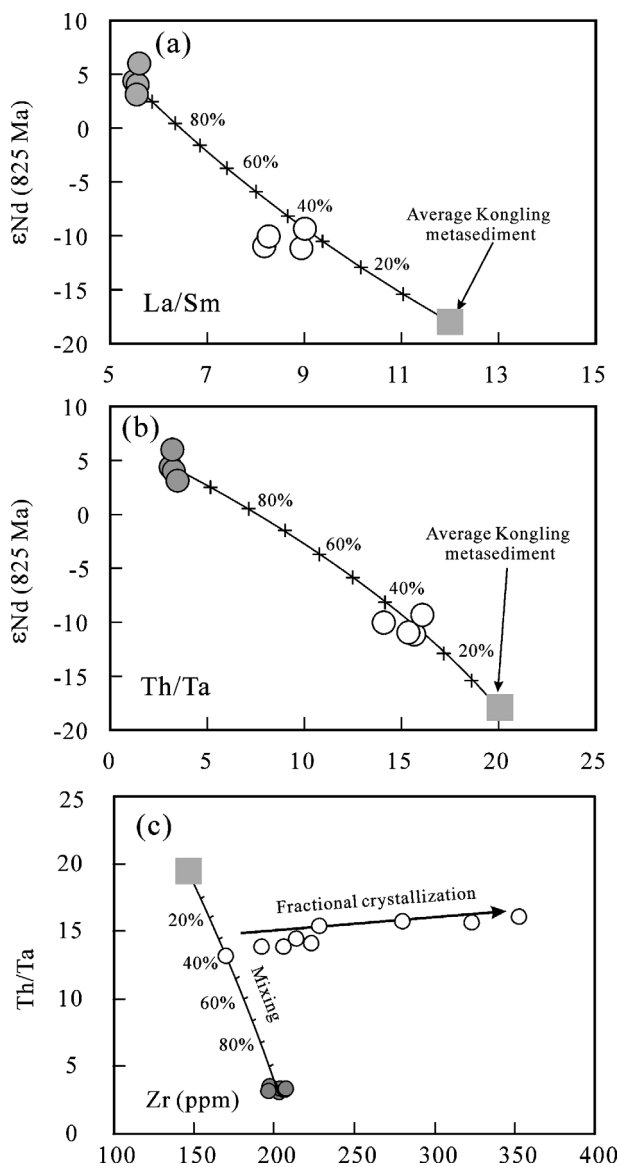 10
(a)
5
80%
0
60%
-5
40%
Average Kongling
metasediment
-10
20%
-15
La/Sm
-20
εNd (825 Ma)
5 7 9 11 13 15
10
(b)
5
80%
0
60%
Average Kongling
metasediment
-5
40%
-10
20%
-15
Th/Ta
-20
εNd (825 Ma)
0 5 10 15 20 25
25
(c)
20
Fractional crystallization
20%
15
40%
Mixing
10
60%
80%
5
Zr (ppm)
0
Th/Ta
100 150 200 250 300 350 400